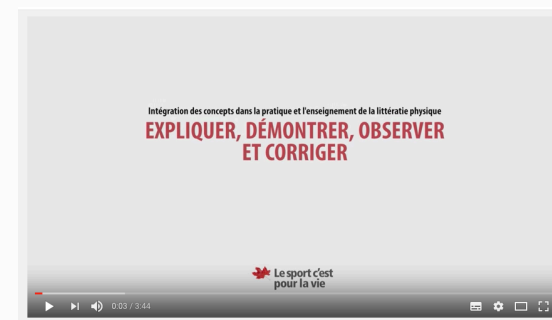 Intégration des concepts dans la pratique et l'enseignement de la littératie physique
EXPLIQUER, DÉMONTRER, OBSERVER
ET CORRIGER
Le sport c'est
pour la vie
0:03 / 3:44